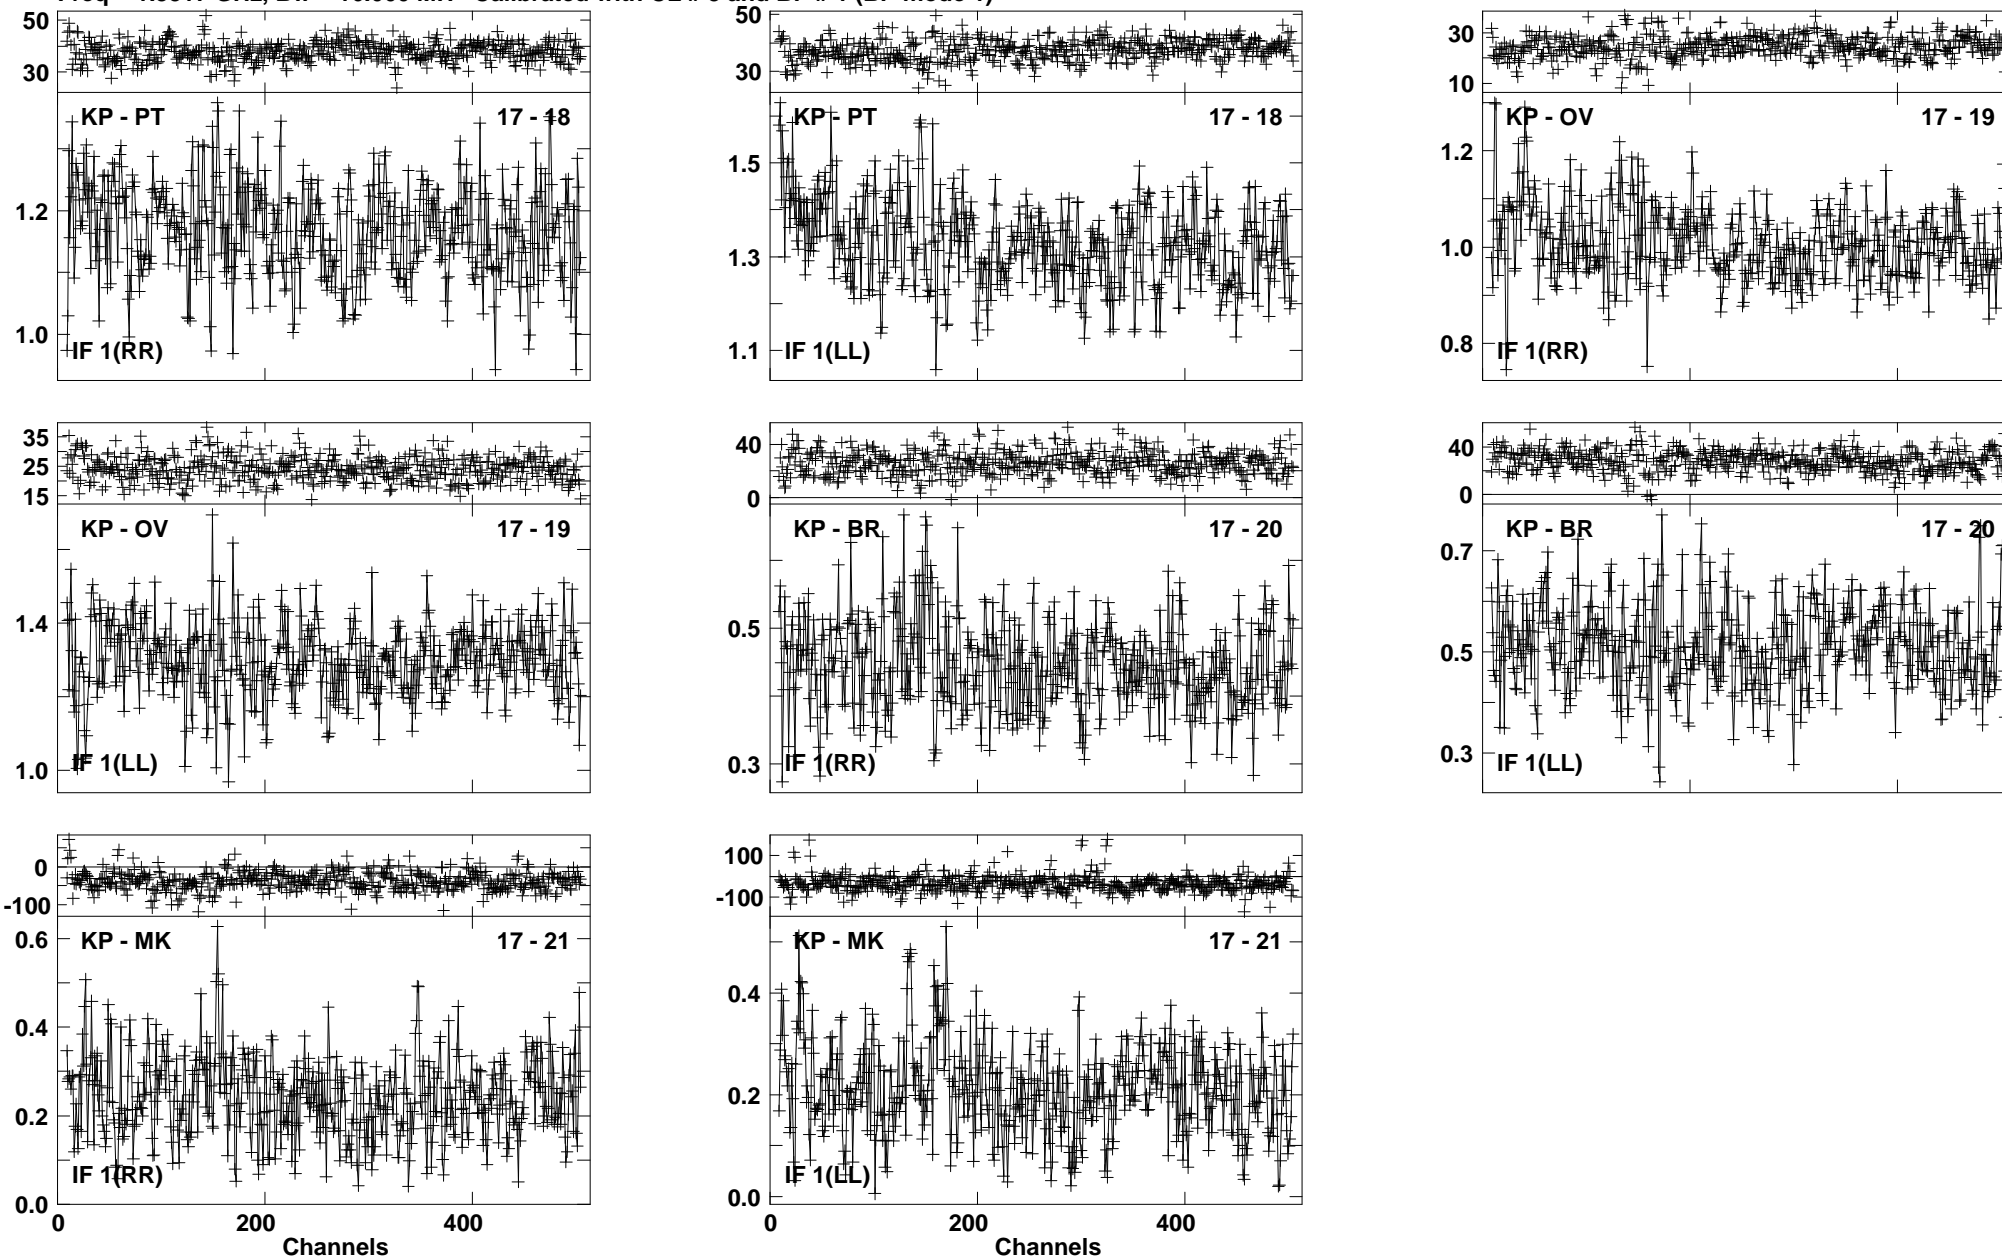 50
30
KP - PT 17 - 18
1.2
1.0
IF 1(RR)
50
30
KP - PT 17 - 18
1.5
1.3
1.1
IF 1(LL)
30
10
KP - OV 17 - 19
1.2
1.0
0.8
IF 1(RR)
35
25
15
KP - OV 17 - 19
1.4
1.0
IF 1(LL)
40
0
KP - BR 17 - 20
0.5
0.3
IF 1(RR)
40
0
KP - BR 17 - 20
0.7
0.5
0.3
IF 1(LL)
0
-100
KP - MK 17 - 21
0.6
0.4
0.2
0.0
IF 1(RR)
0 200 400
Channels
100
-100
KP - MK 17 - 21
0.4
0.2
0.0
IF 1(LL)
0 200 400
Channels